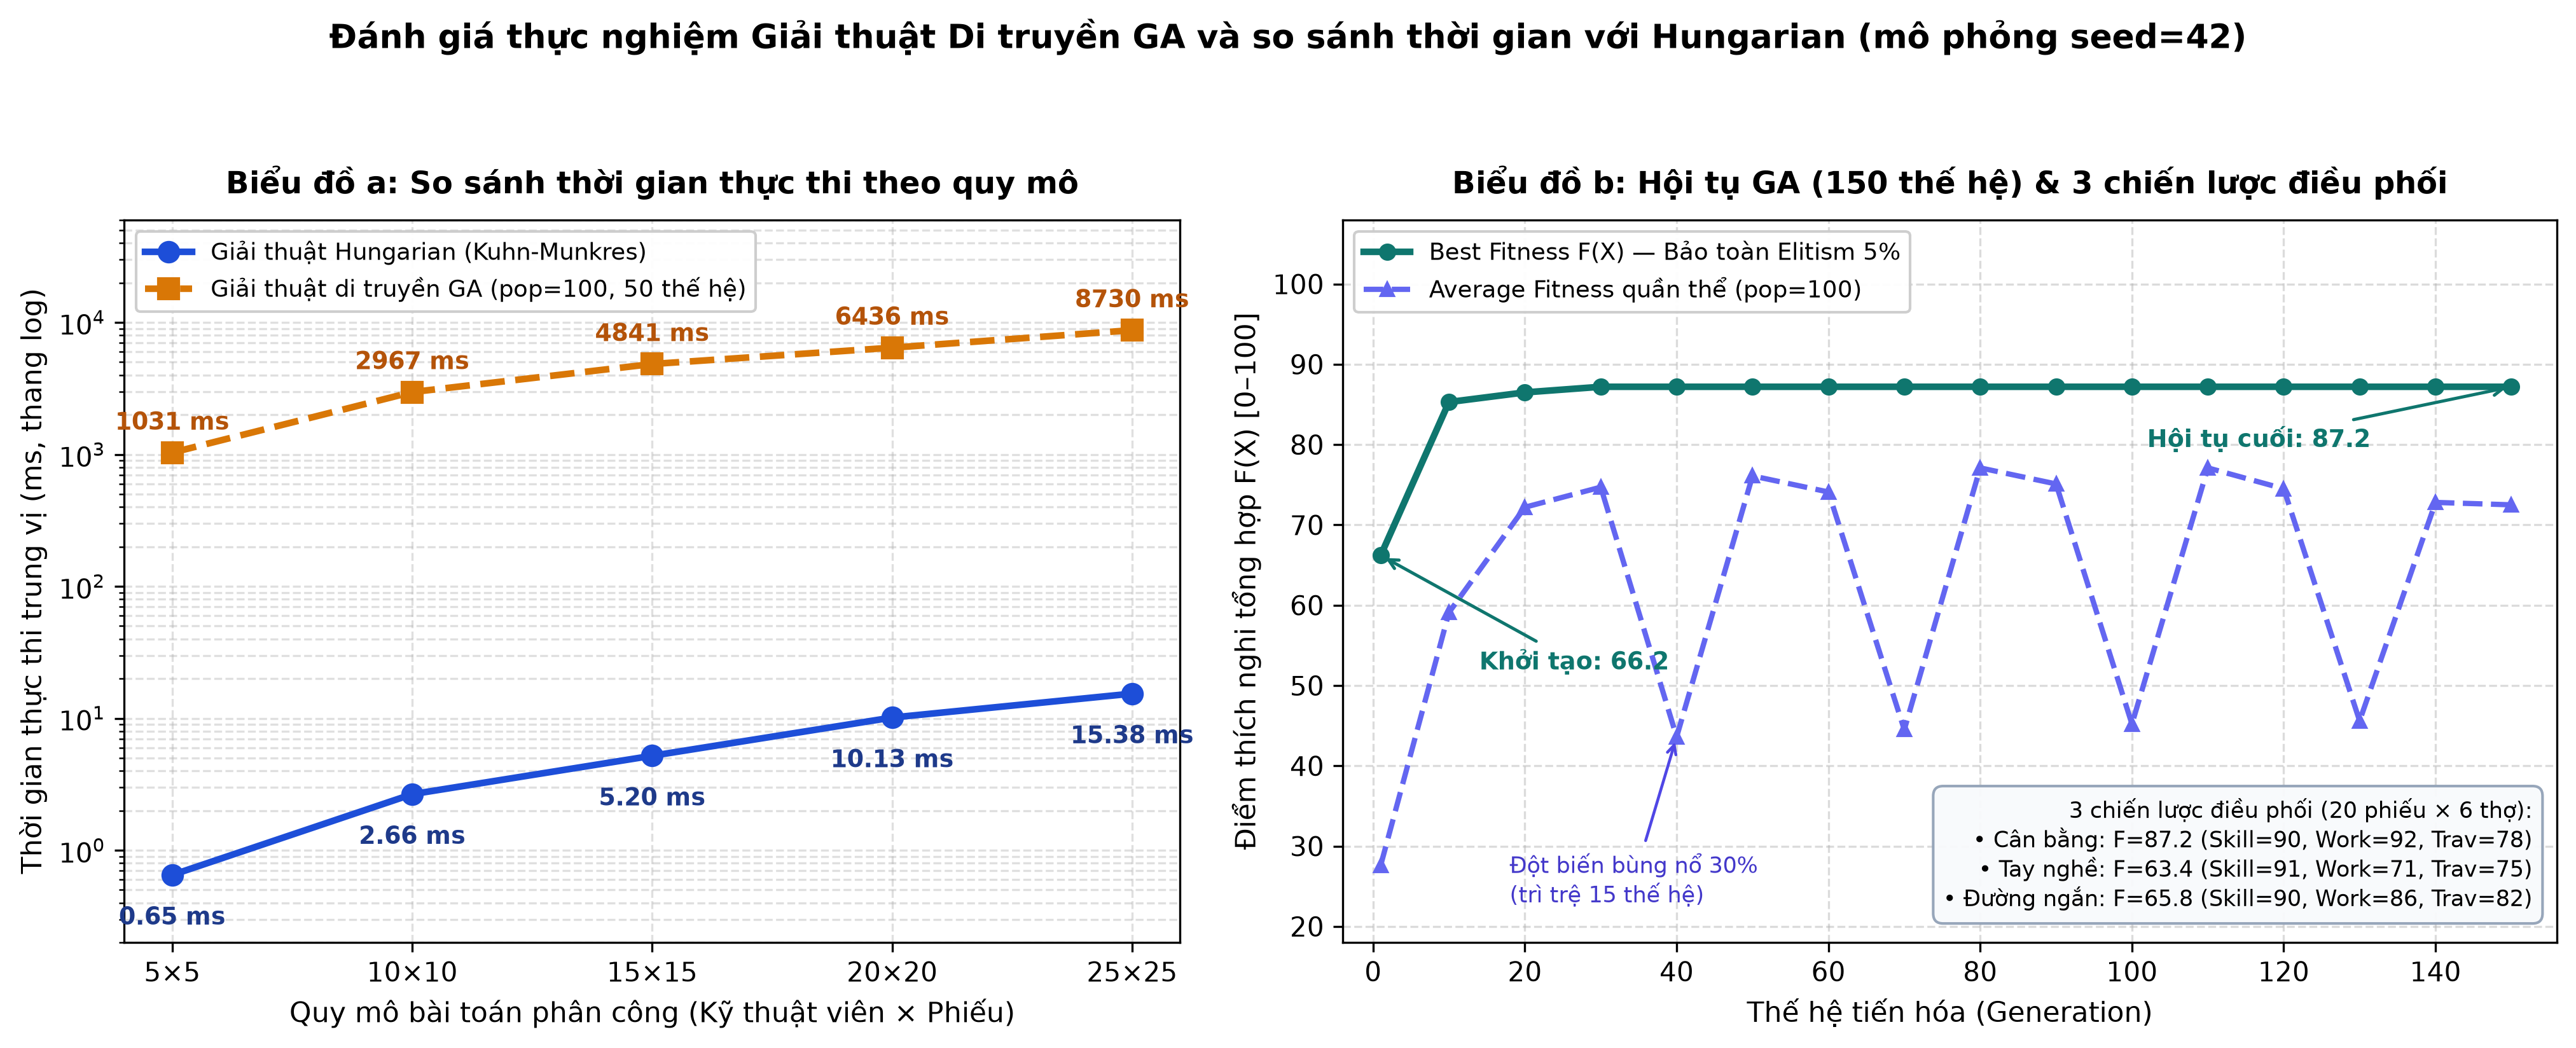 Đánh giá thực nghiệm Giải thuật Di truyền GA và so sánh thời gian với Hungarian (mô phỏng seed=42)
Biểu đồ a: So sánh thời gian thực thi theo quy mô
Thời gian thực thi trung vị (ms, thang log)
Giải thuật Hungarian (Kuhn-Munkres)
Giải thuật di truyền GA (pop=100, 50 thế hệ)
10⁴
10³
10²
10¹
10⁰
1031 ms
2967 ms
4841 ms
6436 ms
8730 ms
0.65 ms
2.66 ms
5.20 ms
10.13 ms
15.38 ms
5×5
10×10
15×15
20×20
25×25
Quy mô bài toán phân công (Kỹ thuật viên × Phiếu)
Biểu đồ b: Hội tụ GA (150 thế hệ) & 3 chiến lược điều phối
Điểm thích nghi tổng hợp F(X) [0–100]
Best Fitness F(X) — Bảo toàn Elitism 5%
Average Fitness quần thể (pop=100)
100
90
80
70
60
50
40
30
20
Hội tụ cuối: 87.2
Khởi tạo: 66.2
Đột biến bùng nổ 30%
(trì trệ 15 thế hệ)
3 chiến lược điều phối (20 phiếu × 6 thợ):
• Cân bằng: F=87.2 (Skill=90, Work=92, Trav=78)
• Tay nghề: F=63.4 (Skill=91, Work=71, Trav=75)
• Đường ngắn: F=65.8 (Skill=90, Work=86, Trav=82)
0
20
40
60
80
100
120
140
Thế hệ tiến hóa (Generation)